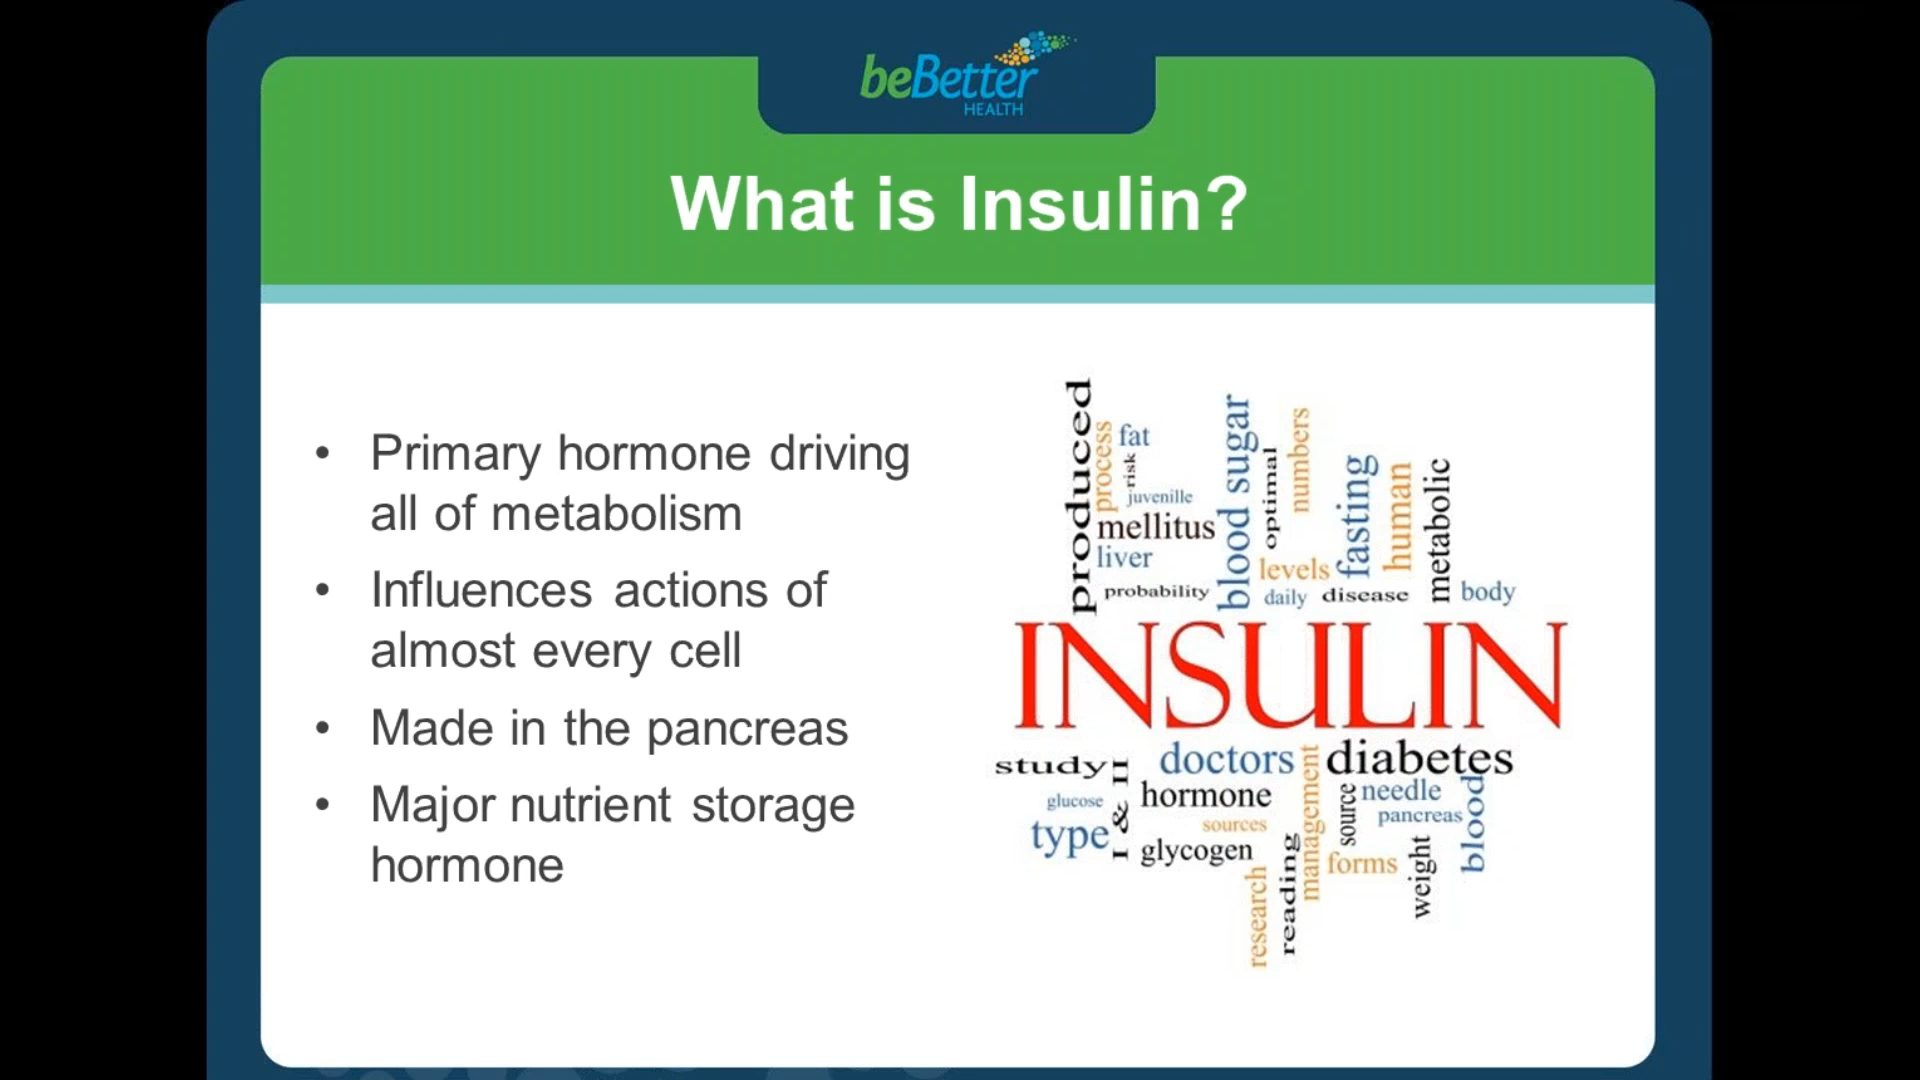 beBetter
HEALTH
What is Insulin?
• Primary hormone driving
all of metabolism
• Influences actions of
almost every cell
• Made in the pancreas
• Major nutrient storage
hormone
produced
process
fat
risk
juvenille
mellitus
liver
probability
blood sugar
optimal
numbers
levels
daily
fasting
disease
human
metabolic
body
INSULIN
study
I & II
doctors
management
diabetes
glucose
hormone
source
needle
type
sources
pancreas
blood
glycogen
reading
forms
weight
research